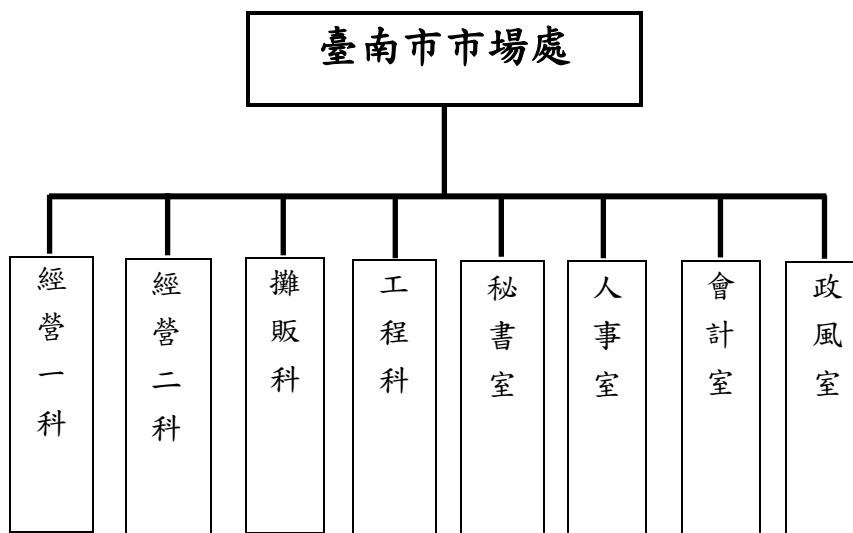 臺南市市場處
經營一科
經營二科
攤販科
工程科
秘書室
人事室
會計室
政風室